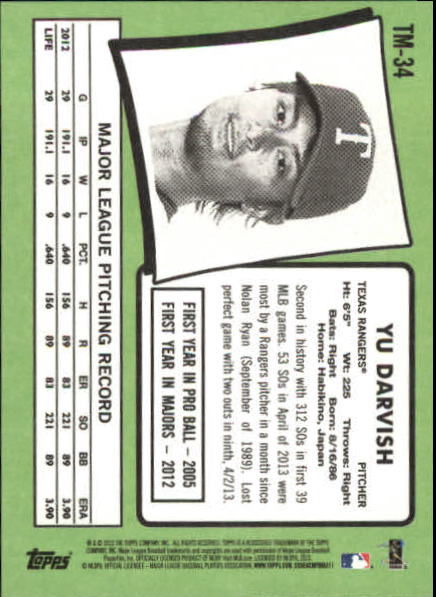 TM-34
T
YU DARVISH
TEXAS RANGERS® PITCHER
Ht: 6'5" Wt: 225 Throws: Right
Bats: Right Born: 8/16/86
Home: Habikino, Japan
Second in history with 312 SOs in first 39
MLB games. 53 SOs in April of 2013 were
most by a Rangers pitcher in a month since
Nolan Ryan (September of 1989). Lost
perfect game with two outs in ninth, 4/2/13.
FIRST YEAR IN PRO BALL - 2005
FIRST YEAR IN MAJORS - 2012
MAJOR LEAGUE PITCHING RECORD
G IP W L PCT. H R ER SO BB ERA
2012 29 191.1 16 9 .640 156 89 83 221 89 3.90
LIFE 29 191.1 16 9 .640 156 89 83 221 89 3.90
topps®